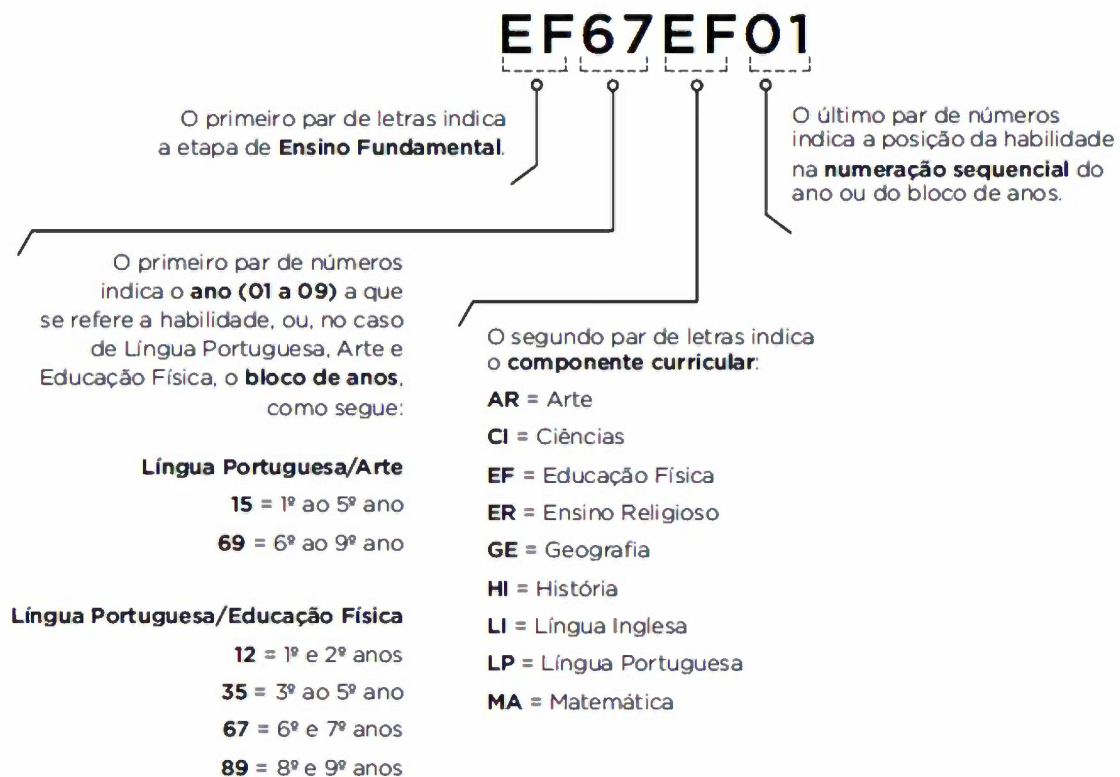 EF67EF01
O primeiro par de letras indica
a etapa de Ensino Fundamental.
O último par de números
indica a posição da habilidade
na numeração sequencial do
ano ou do bloco de anos.
O primeiro par de números
indica o ano (01 a 09) a que
se refere a habilidade, ou, no caso
de Língua Portuguesa, Arte e
Educação Física, o bloco de anos,
como segue:
Língua Portuguesa/Arte
15 = 1º ao 5º ano
69 = 6º ao 9º ano
Língua Portuguesa/Educação Física
12 = 1º e 2º anos
35 = 3º ao 5º ano
67 = 6º e 7º anos
89 = 8º e 9º anos
O segundo par de letras indica
o componente curricular:
AR = Arte
CI = Ciências
EF = Educação Física
ER = Ensino Religioso
GE = Geografia
HI = História
LI = Língua Inglesa
LP = Língua Portuguesa
MA = Matemática